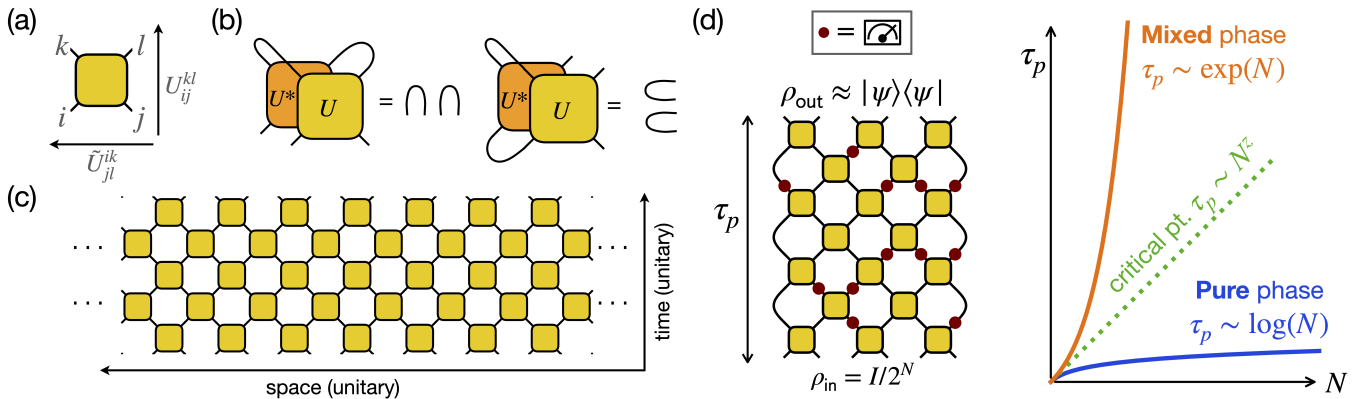 (a)
k l
i j
U_{ij}^{kl}
Ũ_{jl}^{ik}
(b)
U* U
= ∩ ∩
U* U
= ⊂ ⊂
(c)
· · · · · ·
· · · · · ·
time (unitary)
space (unitary)
(d)
=
ρ_out ≈ |ψ⟩⟨ψ|
τ_p
ρ_in = I/2^N
τ_p
Mixed phase
τ_p ∼ exp(N)
critical pt. τ_p ∼ N^z
Pure phase
τ_p ∼ log(N)
N